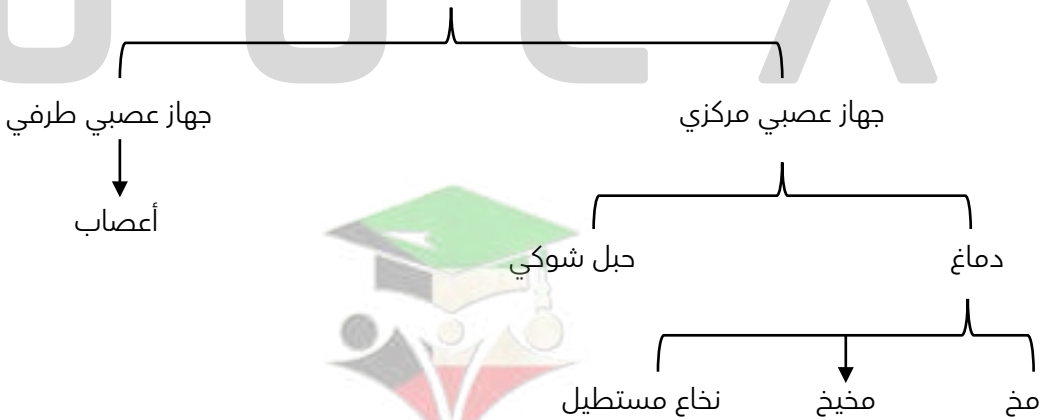 جهاز عصبي مركزي
جهاز عصبي طرفي
أعصاب
دماغ
حبل شوكي
مخ
مخيخ
نخاع مستطيل